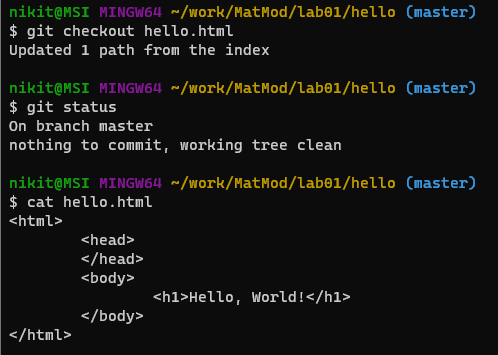 nikit@MSI MINGW64 ~/work/MatMod/lab01/hello (master)
$ git checkout hello.html
Updated 1 path from the index

nikit@MSI MINGW64 ~/work/MatMod/lab01/hello (master)
$ git status
On branch master
nothing to commit, working tree clean

nikit@MSI MINGW64 ~/work/MatMod/lab01/hello (master)
$ cat hello.html
<html>
        <head>
        </head>
        <body>
                <h1>Hello, World!</h1>
        </body>
</html>